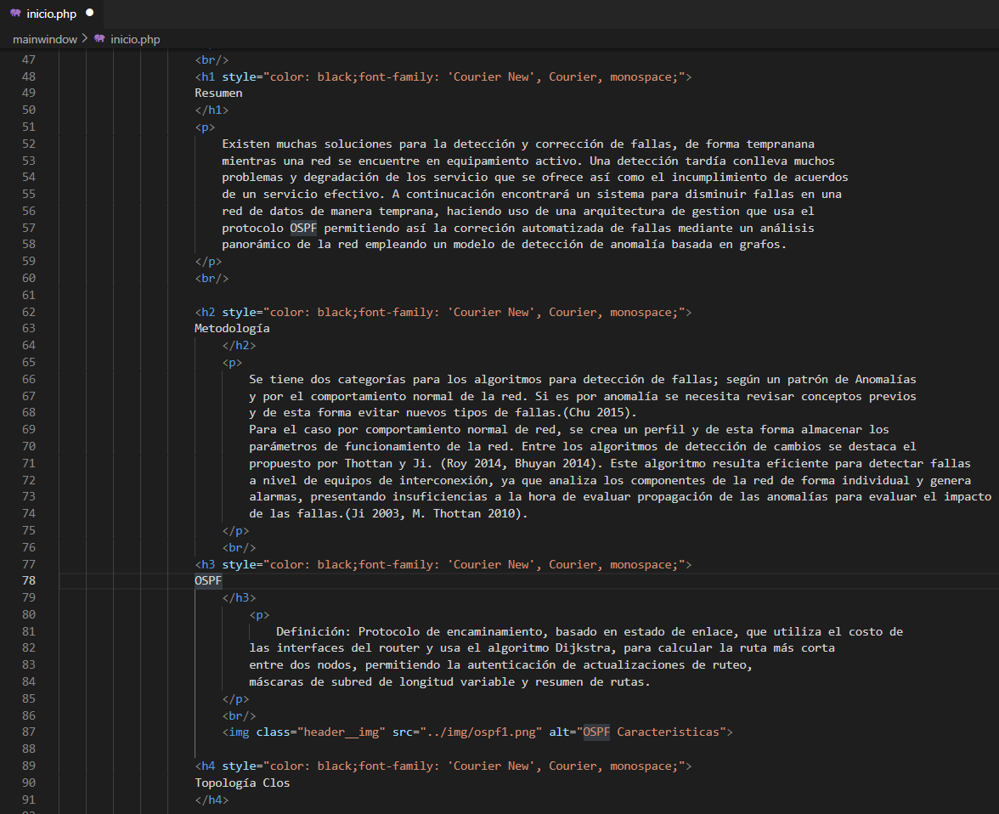 inicio.php
mainwindow > inicio.php
47 <br/>
48 <h1 style="color: black;font-family: 'Courier New', Courier, monospace;">
49 Resumen
50 </h1>
51 <p>
52 Existen muchas soluciones para la detección y corrección de fallas, de forma tempranana
53 mientras una red se encuentre en equipamiento activo. Una detección tardía conlleva muchos
54 problemas y degradación de los servicio que se ofrece así como el incumplimiento de acuerdos
55 de un servicio efectivo. A continucación encontrará un sistema para disminuir fallas en una
56 red de datos de manera temprana, haciendo uso de una arquitectura de gestion que usa el
57 protocolo OSPF permitiendo así la correción automatizada de fallas mediante un análisis
58 panorámico de la red empleando un modelo de detección de anomalía basada en grafos.
59 </p>
60 <br/>
61
62 <h2 style="color: black;font-family: 'Courier New', Courier, monospace;">
63 Metodología
64 </h2>
65 <p>
66 Se tiene dos categorías para los algoritmos para detección de fallas; según un patrón de Anomalías
67 y por el comportamiento normal de la red. Si es por anomalía se necesita revisar conceptos previos
68 y de esta forma evitar nuevos tipos de fallas.(Chu 2015).
69 Para el caso por comportamiento normal de red, se crea un perfil y de esta forma almacenar los
70 parámetros de funcionamiento de la red. Entre los algoritmos de detección de cambios se destaca el
71 propuesto por Thottan y Ji. (Roy 2014, Bhuyan 2014). Este algoritmo resulta eficiente para detectar fallas
72 a nivel de equipos de interconexión, ya que analiza los componentes de la red de forma individual y genera
73 alarmas, presentando insuficiencias a la hora de evaluar propagación de las anomalías para evaluar el impacto
74 de las fallas.(Ji 2003, M. Thottan 2010).
75 </p>
76 <br/>
77 <h3 style="color: black;font-family: 'Courier New', Courier, monospace;">
78 OSPF
79 </h3>
80 <p>
81 Definición: Protocolo de encaminamiento, basado en estado de enlace, que utiliza el costo de
82 las interfaces del router y usa el algoritmo Dijkstra, para calcular la ruta más corta
83 entre dos nodos, permitiendo la autenticación de actualizaciones de ruteo,
84 máscaras de subred de longitud variable y resumen de rutas.
85 </p>
86 <br/>
87 <img class="header__img" src="../img/ospf1.png" alt="OSPF Caracteristicas">
88
89 <h4 style="color: black;font-family: 'Courier New', Courier, monospace;">
90 Topología Clos
91 </h4>